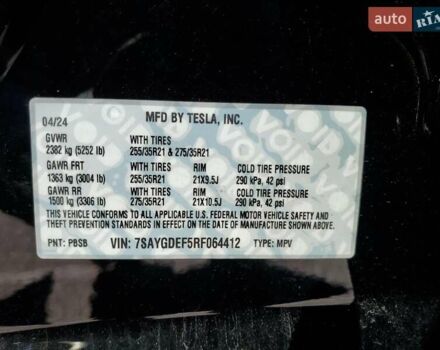 auto RIA
04/24 MFD BY TESLA, INC.
GVWR WITH TIRES
2382 kg (5252 lb) 255/35R21 & 275/35R21
GAWR FRT WITH TIRES RIM COLD TIRE PRESSURE
1363 kg (3004 lb) 255/35R21 21X9.5J 290 kPa, 42 psi
GAWR RR WITH TIRES RIM COLD TIRE PRESSURE
1500 kg (3306 lb) 275/35R21 21X10.5J 290 kPa, 42 psi
THIS VEHICLE CONFORMS TO ALL APPLICABLE U.S. FEDERAL MOTOR VEHICLE SAFETY AND
THEFT PREVENTION STANDARDS IN EFFECT ON THE DATE OF MANUFACTURE SHOWN ABOVE.
PNT: PBSB VIN: 7SAYGDEF5RF064412 TYPE: MPV